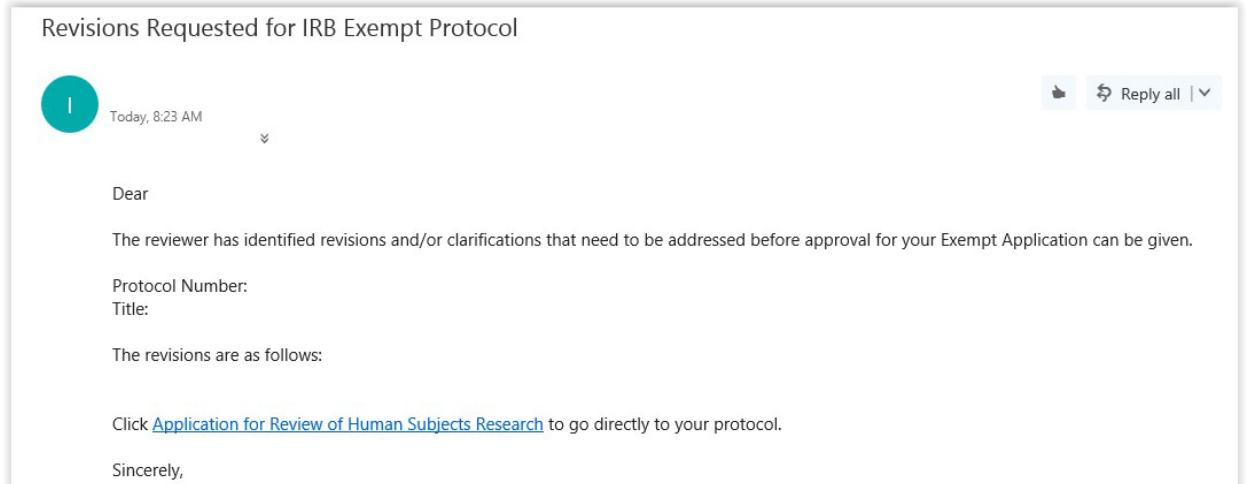 Revisions Requested for IRB Exempt Protocol
I
Today, 8:23 AM
Reply all
Dear
The reviewer has identified revisions and/or clarifications that need to be addressed before approval for your Exempt Application can be given.
Protocol Number:
Title:
The revisions are as follows:
Click Application for Review of Human Subjects Research to go directly to your protocol.
Sincerely,